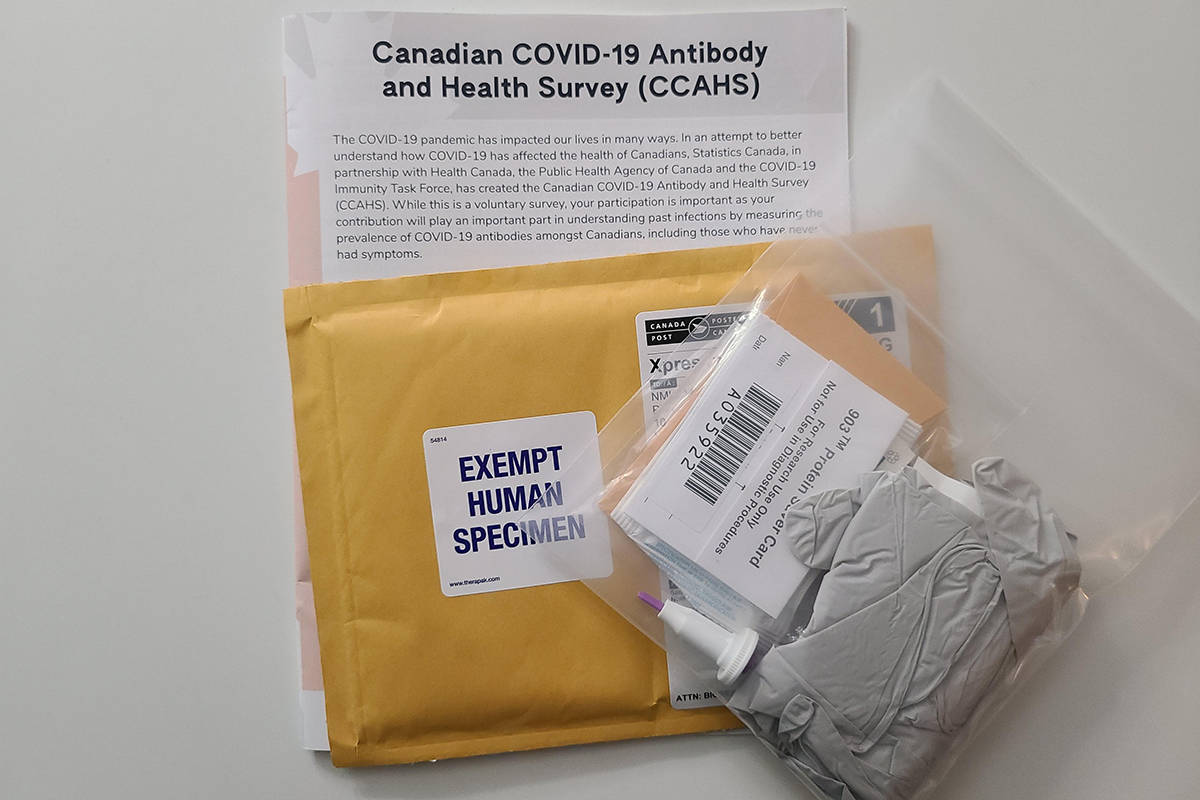 Canadian COVID-19 Antibody
and Health Survey (CCAHS)
The COVID-19 pandemic has impacted our lives in many ways. In an attempt to better
understand how COVID-19 has affected the health of Canadians, Statistics Canada, in
partnership with Health Canada, the Public Health Agency of Canada and the COVID-19
Immunity Task Force, has created the Canadian COVID-19 Antibody and Health Survey
(CCAHS). While this is a voluntary survey, your participation is important as your
contribution will play an important part in understanding past infections by measuring the
prevalence of COVID-19 antibodies amongst Canadians, including those who have never
had symptoms.
CANADA
POST
POSTE
1
Xpres
54814
EXEMPT
HUMAN
SPECIMEN
www.therapak.com
A035922
903™ Protein Saver Card
For Research Use Only
Not for Use in Diagnostic Procedures
ATTN: